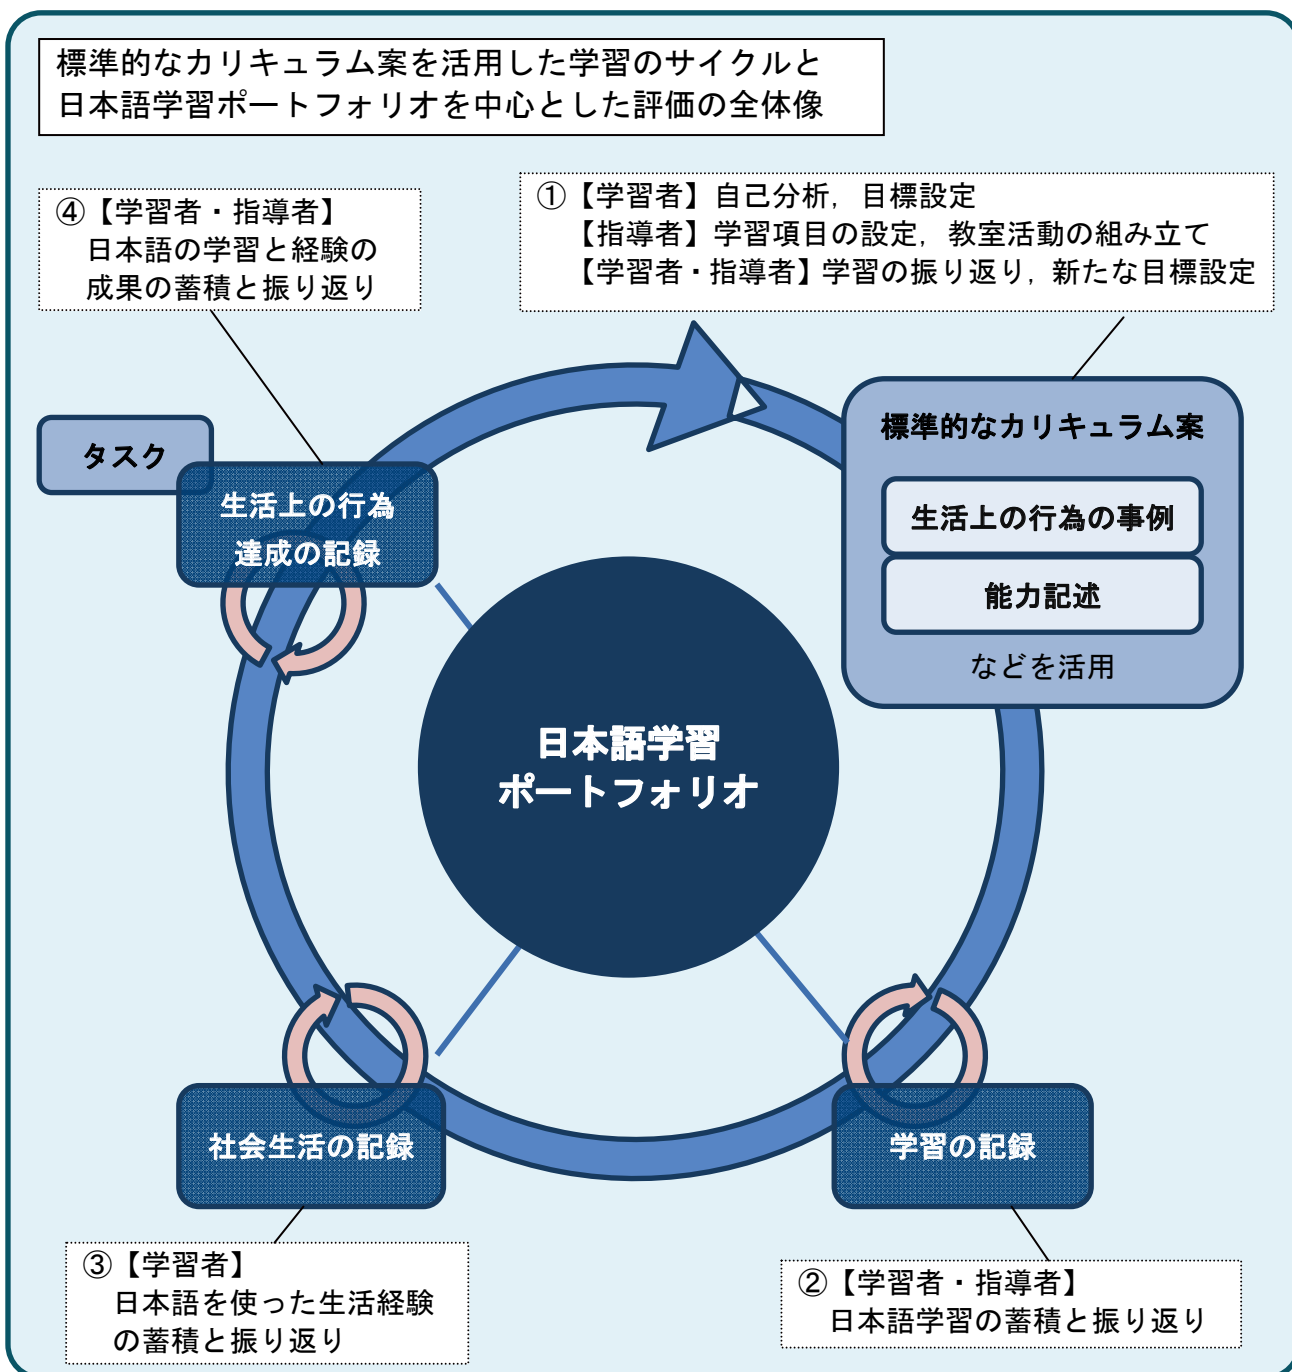 標準的なカリキュラム案を活用した学習のサイクルと
日本語学習ポートフォリオを中心とした評価の全体像
①【学習者】自己分析，目標設定
【指導者】学習項目の設定，教室活動の組み立て
【学習者・指導者】学習の振り返り，新たな目標設定
④【学習者・指導者】
日本語の学習と経験の
成果の蓄積と振り返り
タスク
生活上の行為
達成の記録
標準的なカリキュラム案
生活上の行為の事例
能力記述
などを活用
日本語学習
ポートフォリオ
社会生活の記録
学習の記録
③【学習者】
日本語を使った生活経験
の蓄積と振り返り
②【学習者・指導者】
日本語学習の蓄積と振り返り